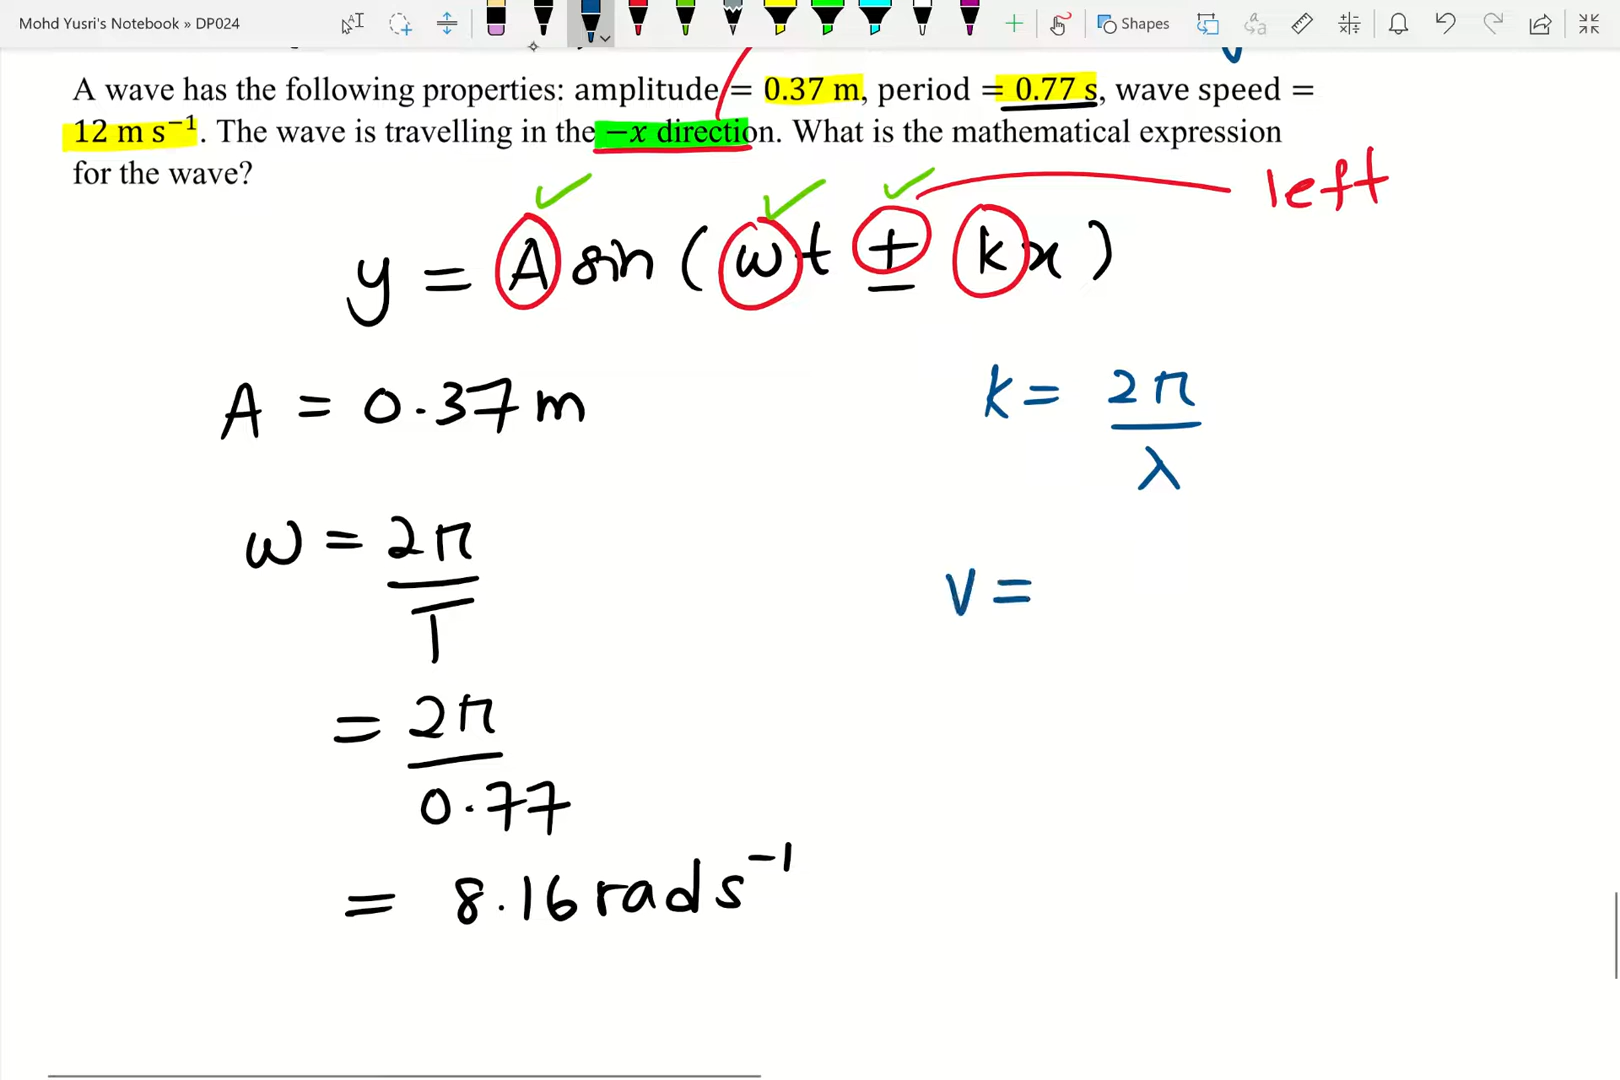 Mohd Yusri's Notebook » DP024
Shapes
A wave has the following properties: amplitude = 0.37 m, period = 0.77 s, wave speed =
12 m s⁻¹. The wave is travelling in the −x direction. What is the mathematical expression
for the wave?
left
y = A sin ( ωt ± kx )
A = 0.37 m
k = 2π
λ
ω = 2π
T
v =
= 2π
0.77
= 8.16 rad s⁻¹